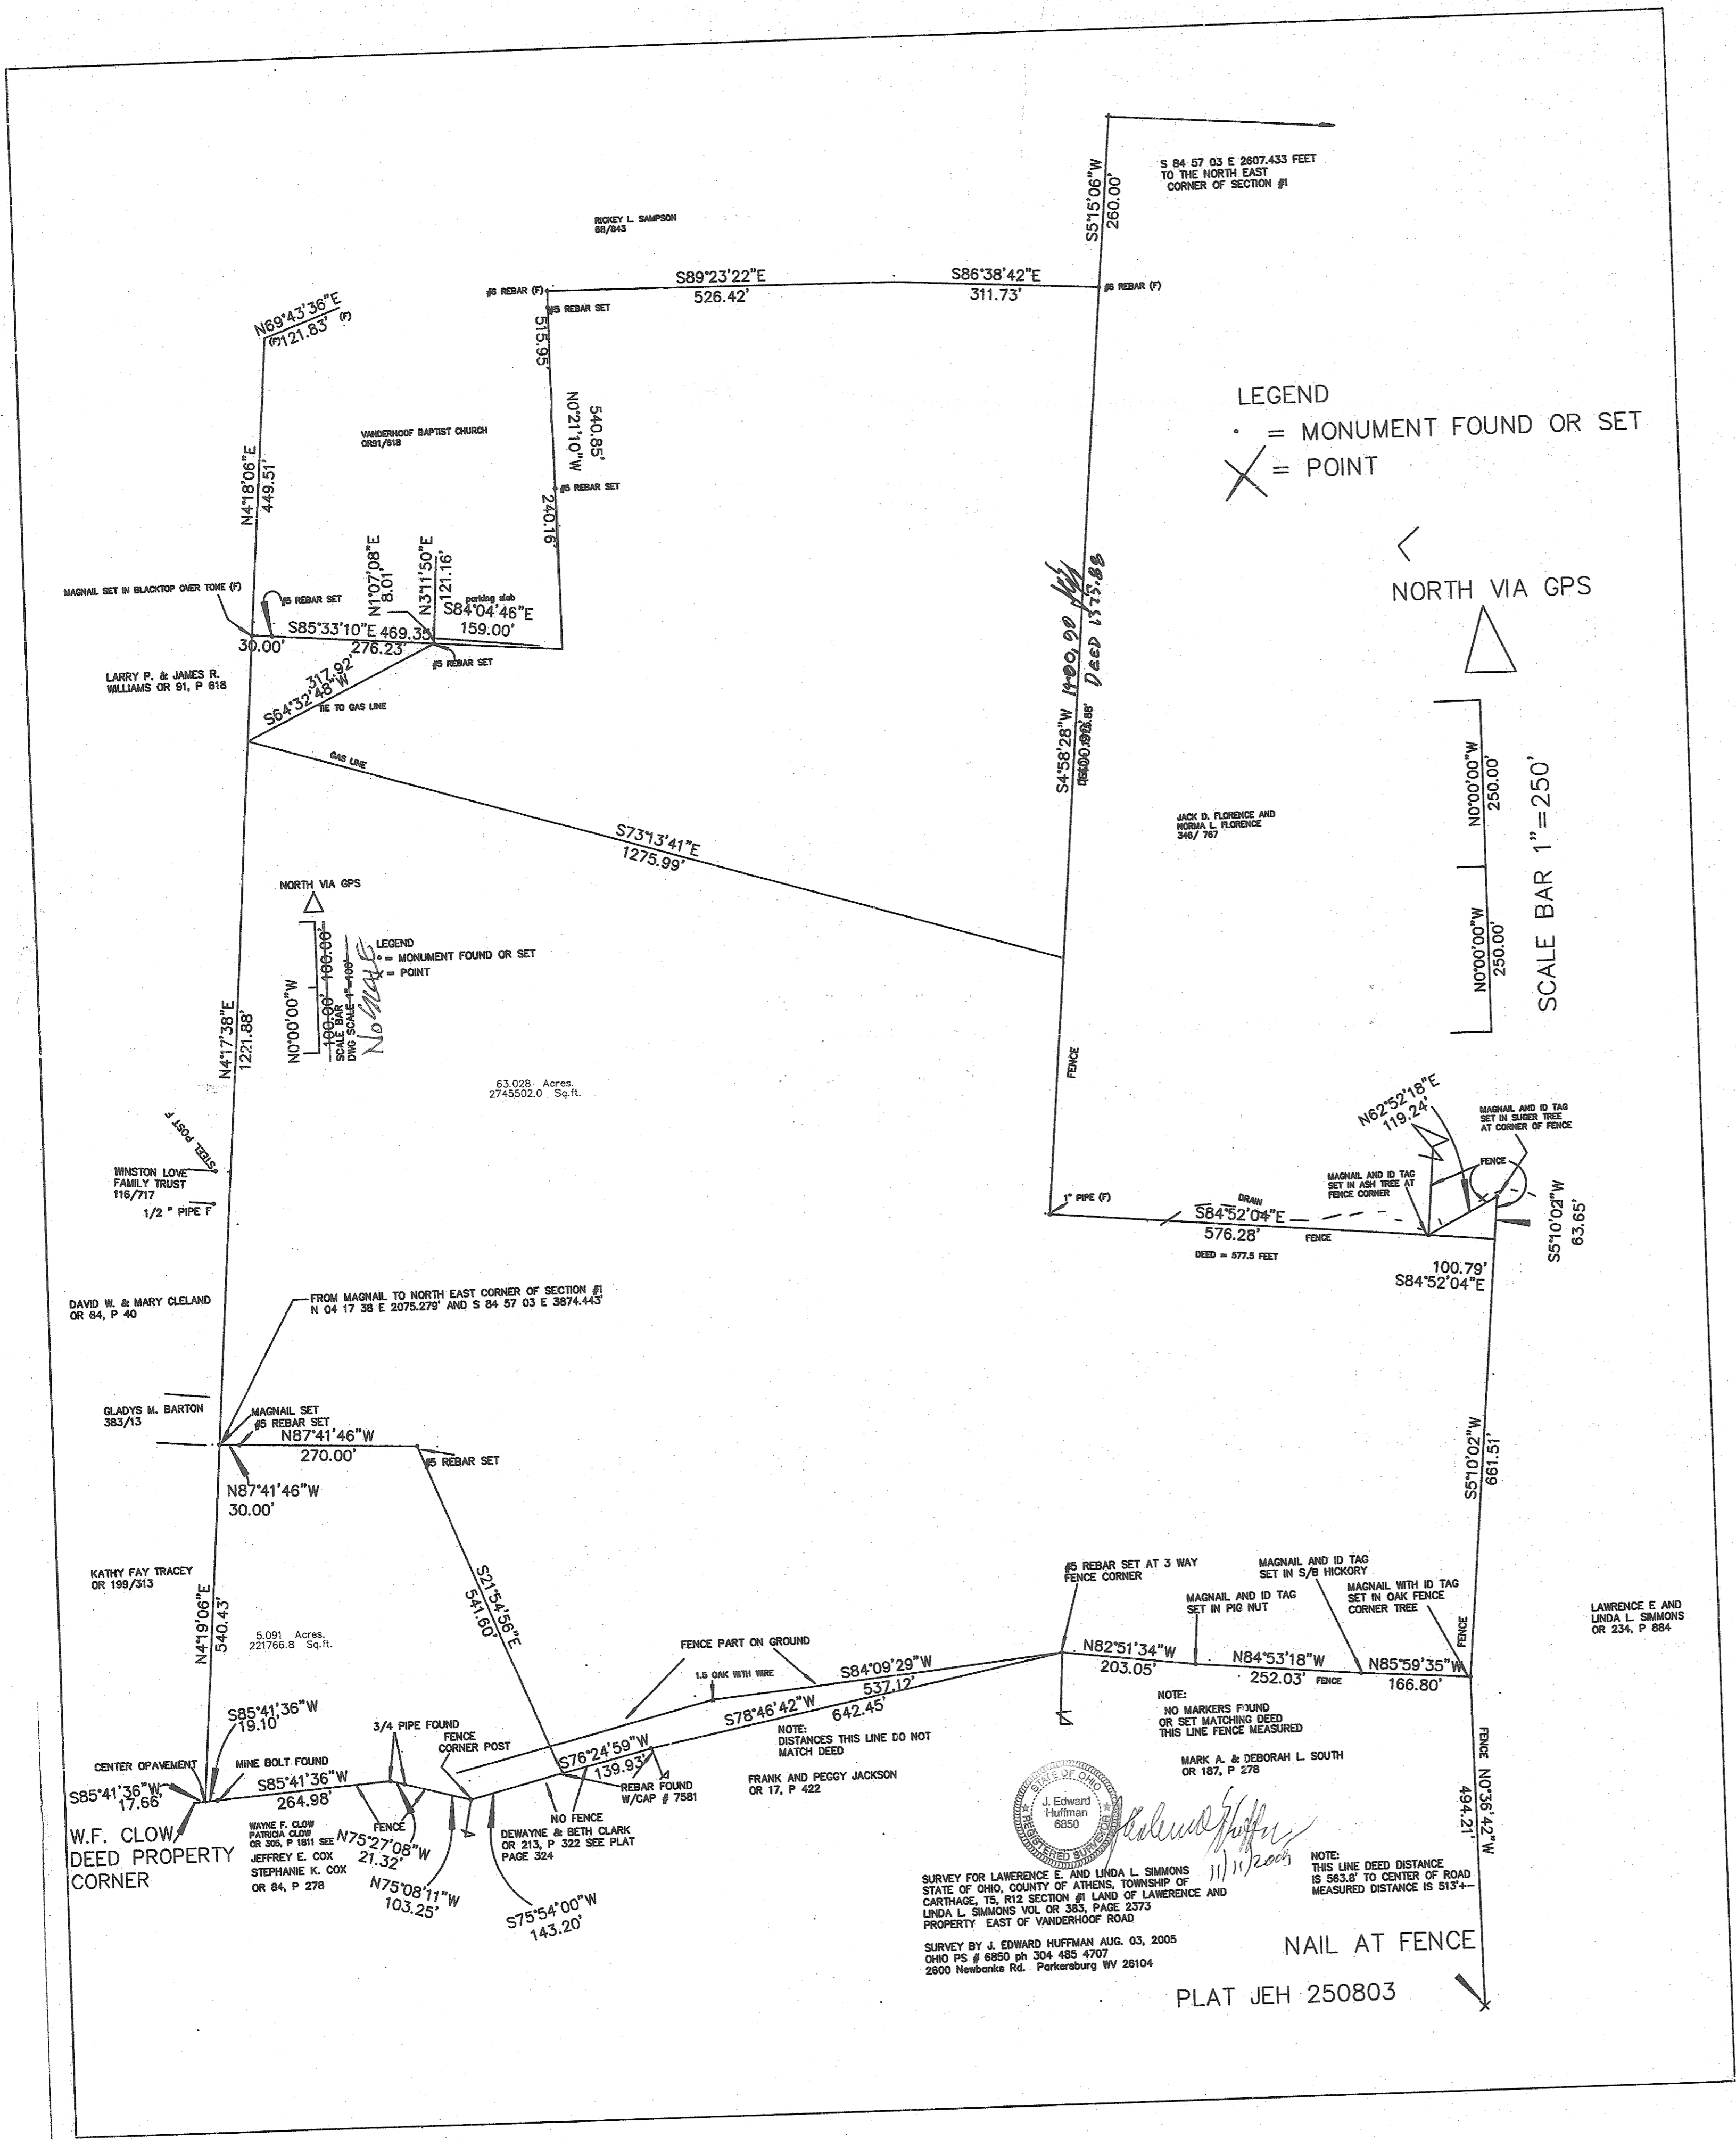 S 84 57 03 E 2607.433 FEET
TO THE NORTH EAST
CORNER OF SECTION #1
S5°15'06"W
260.00'
RICKEY L. SAMPSON
68/843
#6 REBAR (F)
S89°23'22"E
526.42'
S86°38'42"E
311.73'
#6 REBAR (F)
#5 REBAR SET
N69°43'36"E
(F)121.83' (F)
515.95'
540.85'
N0°21'10"W
#5 REBAR SET
240.16'
VANDERHOOF BAPTIST CHURCH
OR91/618
N4°18'06"E
449.51'
LEGEND
• = MONUMENT FOUND OR SET
X = POINT
NORTH VIA GPS
MAGNAIL SET IN BLACKTOP OVER TONE (F)
#5 REBAR SET
N1°07'08"E
8.01'
N3°11'50"E
121.16'
parking slab
S84°04'46"E
159.00'
S85°33'10"E 469.35'
30.00'
276.23'
#5 REBAR SET
317.92'
S64°32'48"W
TIE TO GAS LINE
LARRY P. & JAMES R.
WILLIAMS OR 91, P 618
GAS LINE
S73°13'41"E
1275.99'
S4°58'28"W 1400.90
DEED 1375.88
JACK D. FLORENCE AND
NORMA L. FLORENCE
346/ 767
N0°00'00"W
250.00'
N0°00'00"W
250.00'
SCALE BAR 1"=250'
NORTH VIA GPS
N0°00'00"W
100.00' 100.00'
SCALE BAR
DWG SCALE 1"=100'
No SCALE
LEGEND
° = MONUMENT FOUND OR SET
X = POINT
N4°17'38"E
1221.88'
63.028 Acres.
2745502.0 Sq.ft.
FENCE
STEEL POST F
WINSTON LOVE
FAMILY TRUST
116/717
1/2 " PIPE F
N62°52'18"E
119.24'
MAGNAIL AND ID TAG
SET IN SUGER TREE
AT CORNER OF FENCE
FENCE
MAGNAIL AND ID TAG
SET IN ASH TREE AT
FENCE CORNER
1" PIPE (F)
DRAIN
S84°52'04"E
576.28'
FENCE
DEED = 577.5 FEET
S5°10'02"W
63.65'
100.79'
S84°52'04"E
DAVID W. & MARY CLELAND
OR 64, P 40
FROM MAGNAIL TO NORTH EAST CORNER OF SECTION #1
N 04 17 38 E 2075.279' AND S 84 57 03 E 3874.443'
GLADYS M. BARTON
383/13
MAGNAIL SET
#5 REBAR SET
N87°41'46"W
270.00'
#5 REBAR SET
N87°41'46"W
30.00'
S5°10'02"W
661.51'
KATHY FAY TRACEY
OR 199/313
N4°19'06"E
540.43'
S21°54'56"E
541.60'
5.091 Acres.
221766.8 Sq.ft.
#5 REBAR SET AT 3 WAY
FENCE CORNER
MAGNAIL AND ID TAG
SET IN S/B HICKORY
MAGNAIL AND ID TAG
SET IN PIG NUT
MAGNAIL WITH ID TAG
SET IN OAK FENCE
CORNER TREE
FENCE
LAWRENCE E AND
LINDA L. SIMMONS
OR 234, P 884
FENCE PART ON GROUND
1.5 OAK WITH WIRE
S84°09'29"W
537.12'
N82°51'34"W
203.05'
N84°53'18"W
252.03' FENCE
N85°59'35"W
166.80'
S78°46'42"W
642.45'
NOTE:
DISTANCES THIS LINE DO NOT
MATCH DEED
NOTE:
NO MARKERS FOUND
OR SET MATCHING DEED
THIS LINE FENCE MEASURED
S85°41'36"W
19.10'
3/4 PIPE FOUND
FENCE
CORNER POST
CENTER OPAVEMENT
MINE BOLT FOUND
S85°41'36"W
17.66'
S85°41'36"W
264.98'
S76°24'59"W
139.93'
REBAR FOUND
W/CAP # 7581
FRANK AND PEGGY JACKSON
OR 17, P 422
MARK A. & DEBORAH L. SOUTH
OR 187, P 278
FENCE N0°36'42"W
494.21'
W.F. CLOW
DEED PROPERTY
CORNER
WAYNE F. CLOW
PATRICIA CLOW
OR 305, P 1811 SEE
JEFFREY E. COX
STEPHANIE K. COX
OR 84, P 278
FENCE
N75°27'08"W
21.32'
N75°08'11"W
103.25'
NO FENCE
DEWAYNE & BETH CLARK
OR 213, P 322 SEE PLAT
PAGE 324
S75°54'00"W
143.20'
STATE OF OHIO
J. Edward
Huffman
6850
REGISTERED SURVEYOR
11/11/2005
NOTE:
THIS LINE DEED DISTANCE
IS 563.8' TO CENTER OF ROAD
MEASURED DISTANCE IS 513'+-
SURVEY FOR LAWERENCE E. AND LINDA L. SIMMONS
STATE OF OHIO, COUNTY OF ATHENS, TOWNSHIP OF
CARTHAGE, T5, R12 SECTION #1 LAND OF LAWERENCE AND
LINDA L. SIMMONS VOL OR 383, PAGE 2373
PROPERTY EAST OF VANDERHOOF ROAD
SURVEY BY J. EDWARD HUFFMAN AUG. 03, 2005
OHIO PS # 6850 ph 304 485 4707
2600 Newbanks Rd. Parkersburg WV 26104
NAIL AT FENCE
PLAT JEH 250803